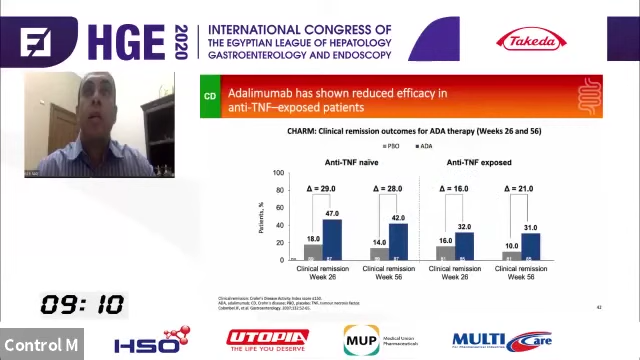 HGE 2020
INTERNATIONAL CONGRESS OF
THE EGYPTIAN LEAGUE OF HEPATOLOGY
GASTROENTEROLOGY AND ENDOSCOPY
Takeda
CD
Adalimumab has shown reduced efficacy in
anti-TNF–exposed patients
CHARM: Clinical remission outcomes for ADA therapy (Weeks 26 and 56)
PBO ADA
Anti-TNF naïve Anti-TNF exposed
Patients, %
100
80
60
40
20
0
Δ = 29.0 Δ = 28.0 Δ = 16.0 Δ = 21.0
18.0 47.0 14.0 42.0 16.0 32.0 10.0 31.0
Clinical remission Clinical remission Clinical remission Clinical remission
Week 26 Week 56 Week 26 Week 56
42
09:10
Control M
HSO
UTOPIA
THE LIFE YOU DESERVE
MUP
Medical Union
Pharmaceuticals
MULTI Care